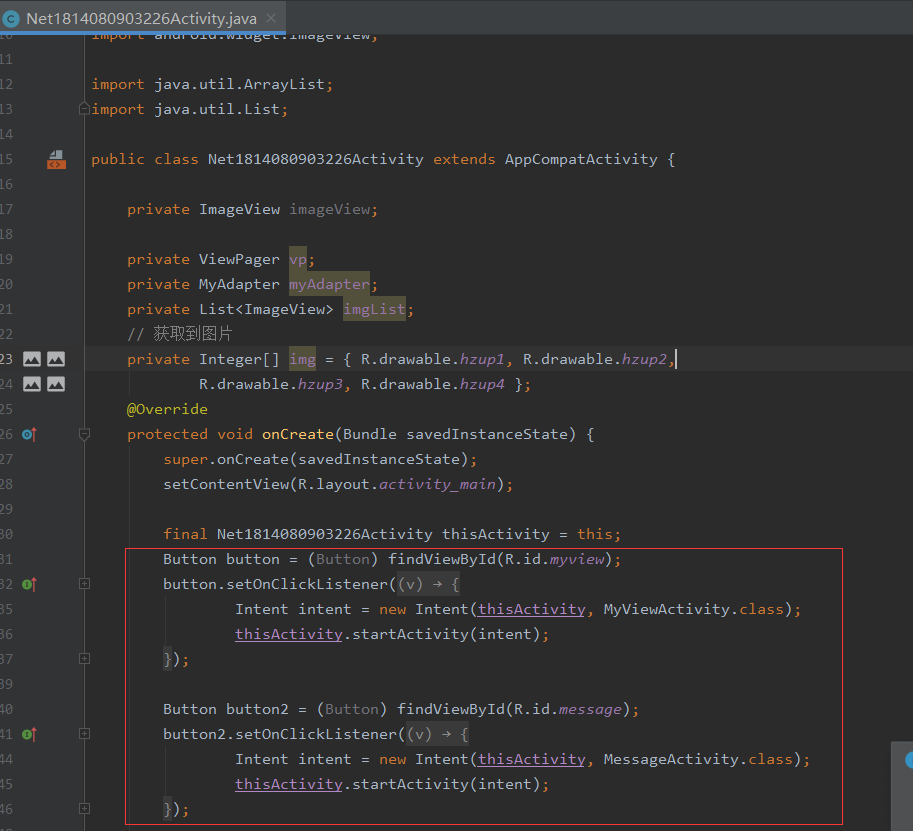 Net1814080903226Activity.java
10 import android.widget.ImageView;
11
12 import java.util.ArrayList;
13 import java.util.List;
14
15 public class Net1814080903226Activity extends AppCompatActivity {
16
17 private ImageView imageView;
18
19 private ViewPager vp;
20 private MyAdapter myAdapter;
21 private List<ImageView> imgList;
22 // 获取到图片
23 private Integer[] img = { R.drawable.hzup1, R.drawable.hzup2,
24 R.drawable.hzup3, R.drawable.hzup4 };
25 @Override
26 protected void onCreate(Bundle savedInstanceState) {
27 super.onCreate(savedInstanceState);
28 setContentView(R.layout.activity_main);
29
30 final Net1814080903226Activity thisActivity = this;
31 Button button = (Button) findViewById(R.id.myview);
32 button.setOnClickListener((v) → {
35 Intent intent = new Intent(thisActivity, MyViewActivity.class);
36 thisActivity.startActivity(intent);
37 });
39
40 Button button2 = (Button) findViewById(R.id.message);
41 button2.setOnClickListener((v) → {
44 Intent intent = new Intent(thisActivity, MessageActivity.class);
45 thisActivity.startActivity(intent);
46 });